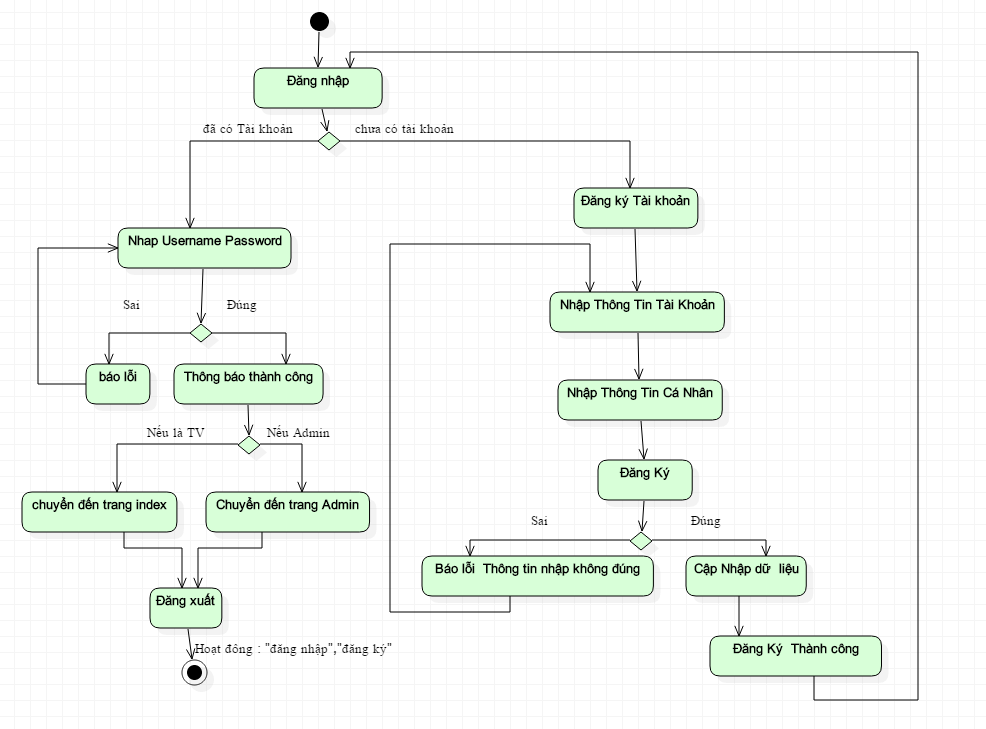 Đăng nhập
đã có Tài khoản
chưa có tài khoản
Đăng ký Tài khoản
Nhap Username Password
Sai
Đúng
Nhập Thông Tin Tài Khoản
báo lỗi
Thông báo thành công
Nhập Thông Tin Cá Nhân
Nếu là TV
Nếu Admin
Đăng Ký
chuyển đến trang index
Chuyển đến trang Admin
Sai
Đúng
Báo lỗi Thông tin nhập không đúng
Cập Nhập dữ liệu
Đăng xuất
Đăng Ký Thành công
Hoạt đông : "đăng nhập","đăng ký"